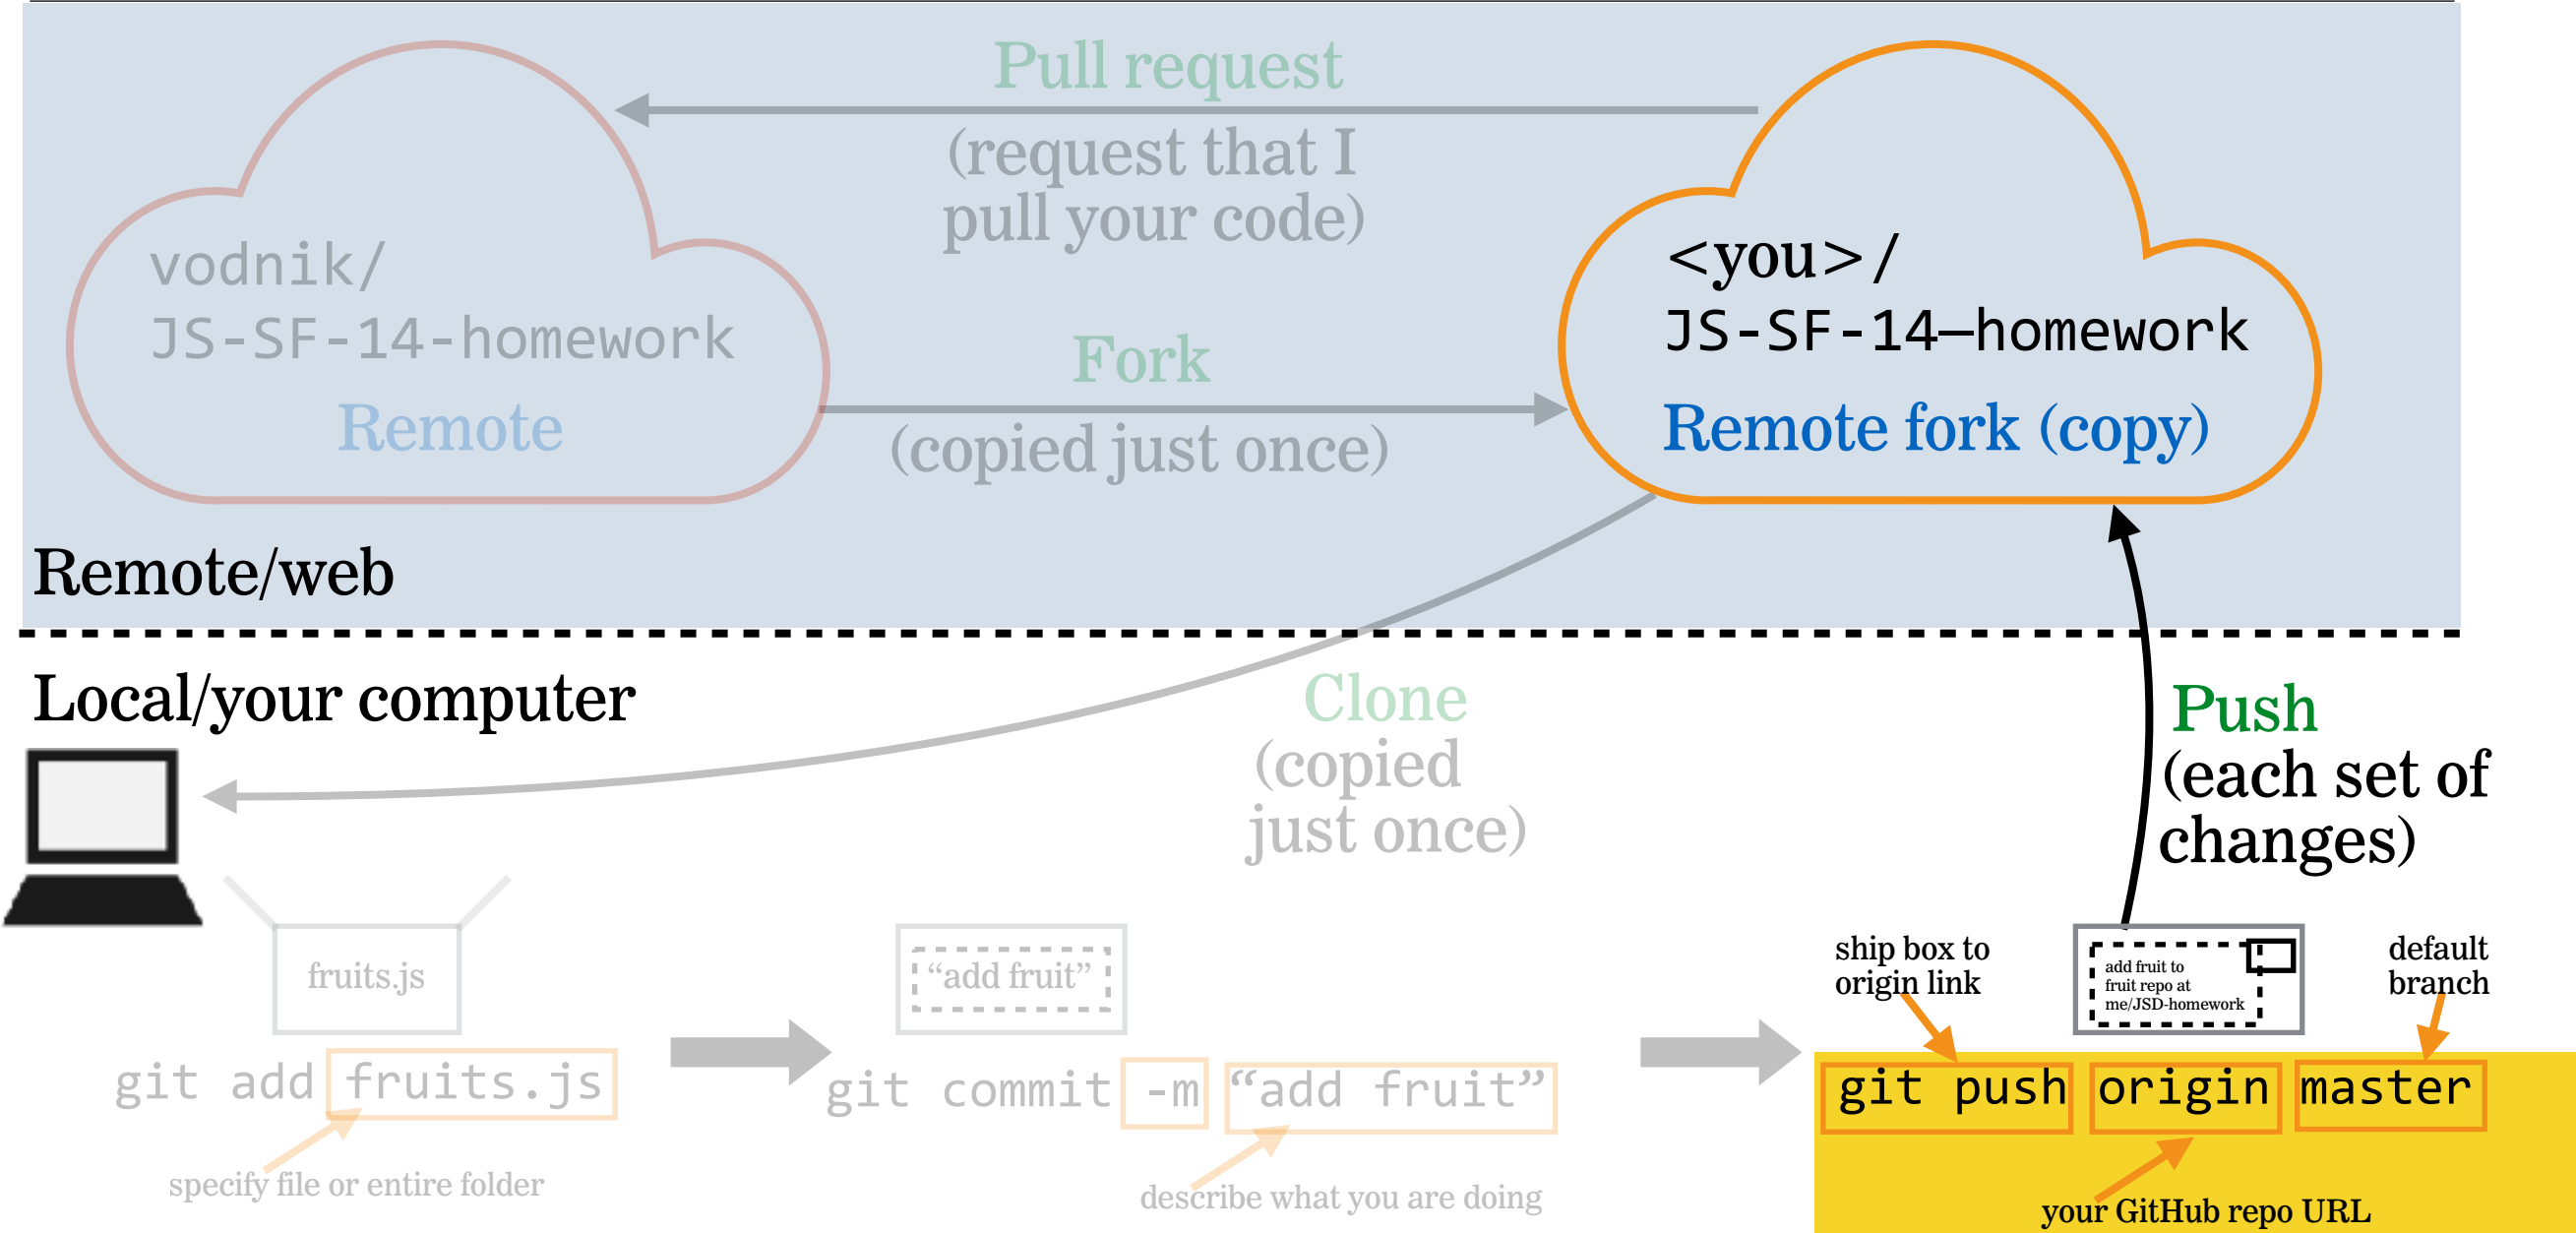 Pull request
(request that I
pull your code)
vodnik/
JS-SF-14-homework
Remote
Fork
(copied just once)
<you>/
JS-SF-14—homework
Remote fork (copy)
Remote/web
Local/your computer
Clone
(copied
just once)
Push
(each set of
changes)
fruits.js
git add fruits.js
specify file or entire folder
“add fruit”
git commit -m “add fruit”
describe what you are doing
ship box to
origin link
add fruit to
fruit repo at
me/JSD-homework
default
branch
git push origin master
your GitHub repo URL